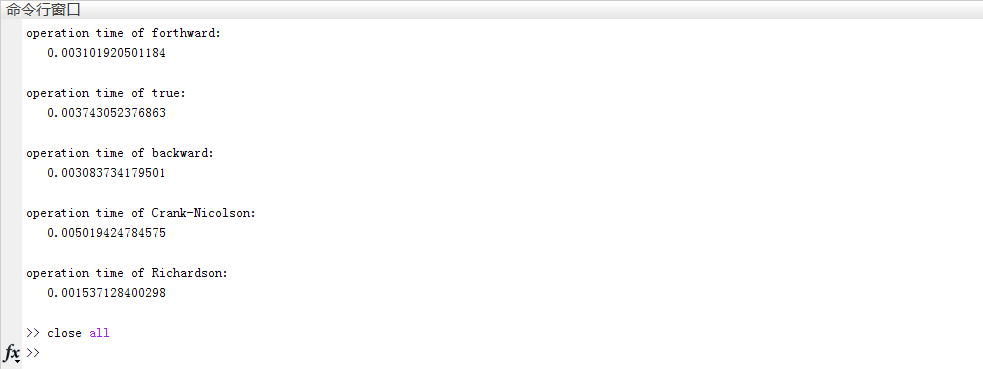 命令行窗口
operation time of forthward:
0.003101920501184
operation time of true:
0.003743052376863
operation time of backward:
0.003083734179501
operation time of Crank-Nicolson:
0.005019424784575
operation time of Richardson:
0.001537128400298
>> close all
fx >>